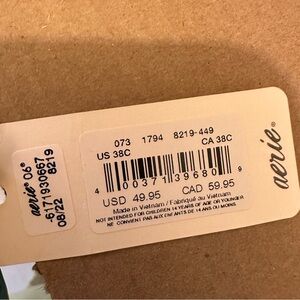 073 1794 8219-449
US 38C CA 38C
4 00371 39680 9
USD 49.95 CAD 59.95
Made in Vietnam / Fabriqué au Vietnam
NOT INTENDED FOR CHILDREN 14 YEARS OF AGE OR YOUNGER
NE CONVIENT PAS AUX ENFANTS DE 14 ANS OU MOINS.
aerie®
aerie® 06®
-6171930667
8219
08/22